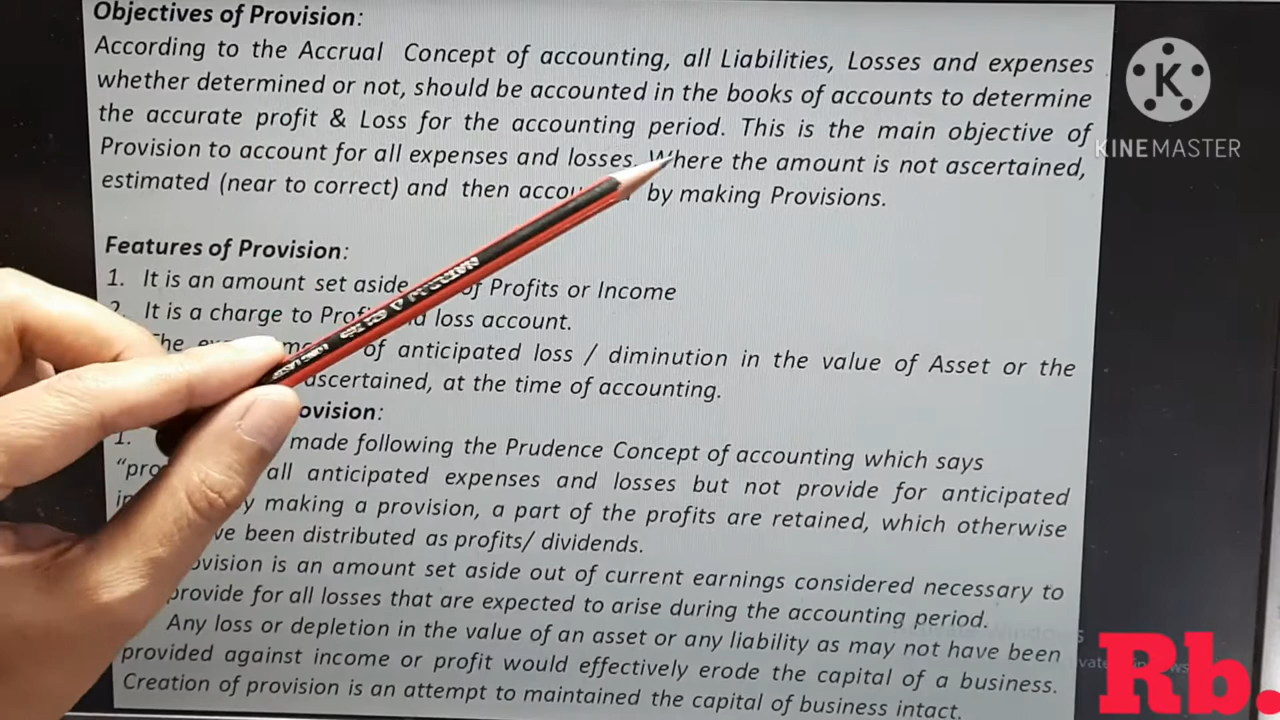 Objectives of Provision:
According to the Accrual Concept of accounting, all Liabilities, Losses and expenses
whether determined or not, should be accounted in the books of accounts to determine
the accurate profit & Loss for the accounting period. This is the main objective of
Provision to account for all expenses and losses. Where the amount is not ascertained,
estimated (near to correct) and then by making Provisions.
Features of Provision:
1. It is an amount set aside of Profits or Income
2. It is a charge to loss account.
of anticipated loss / diminution in the value of Asset or the
ascertained, at the time of accounting.
1. made following the Prudence Concept of accounting which says
all anticipated expenses and losses but not provide for anticipated
making a provision, a part of the profits are retained, which otherwise
been distributed as profits/ dividends.
is an amount set aside out of current earnings considered necessary to
provide for all losses that are expected to arise during the accounting period.
Any loss or depletion in the value of an asset or any liability as may not have been
provided against income or profit would effectively erode the capital of a business.
Creation of provision is an attempt to maintained the capital of business intact.
K
KINEMASTER
Rb.